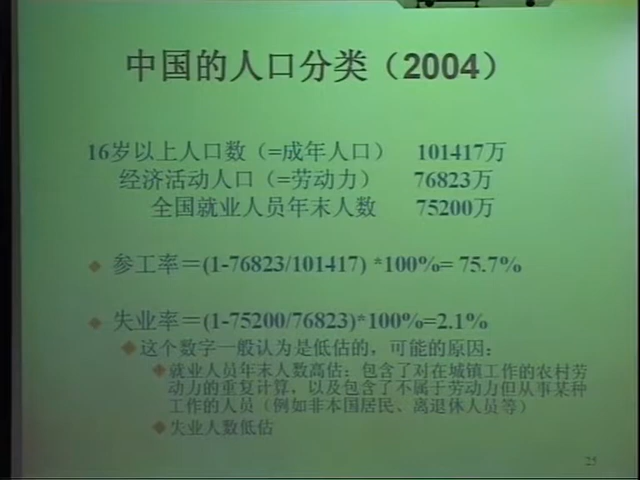 中国的人口分类（2004）
16岁以上人口数（=成年人口） 101417万
经济活动人口（=劳动力） 76823万
全国就业人员年末人数 75200万
参工率＝(1-76823/101417) *100%= 75.7%
失业率＝(1-75200/76823)*100%=2.1%
这个数字一般认为是低估的，可能的原因：
就业人员年末人数高估：包含了对在城镇工作的农村劳
动力的重复计算，以及包含了不属于劳动力但从事某种
工作的人员（例如非本国居民、离退休人员等）
失业人数低估
25